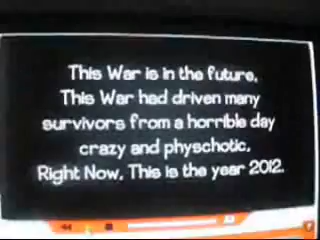 This War is in the future,
This War had driven many
survivors from a horrible day
crazy and physchotic.
Right Now, This is the year 2012.